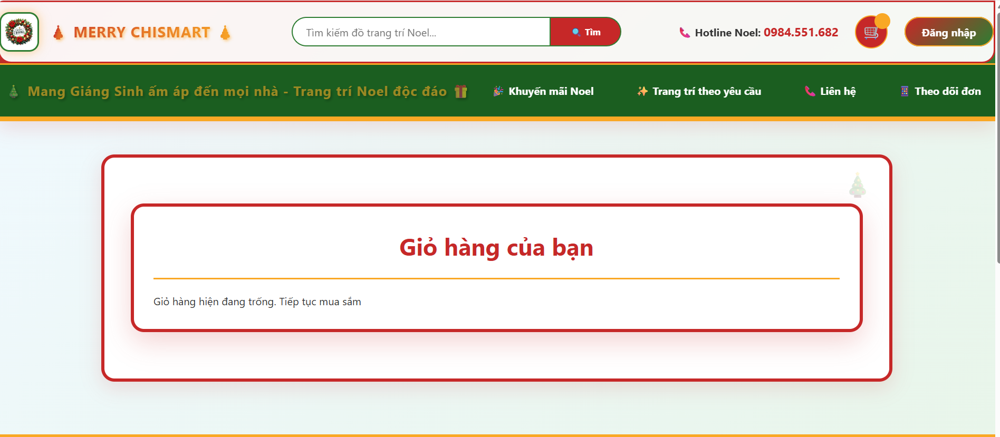 MERRY CHISMART
Tìm kiếm đồ trang trí Noel...
Tìm
Hotline Noel: 0984.551.682
Đăng nhập
Mang Giáng Sinh ấm áp đến mọi nhà - Trang trí Noel độc đáo
Khuyến mãi Noel
Trang trí theo yêu cầu
Liên hệ
Theo dõi đơn
Giỏ hàng của bạn
Giỏ hàng hiện đang trống. Tiếp tục mua sắm